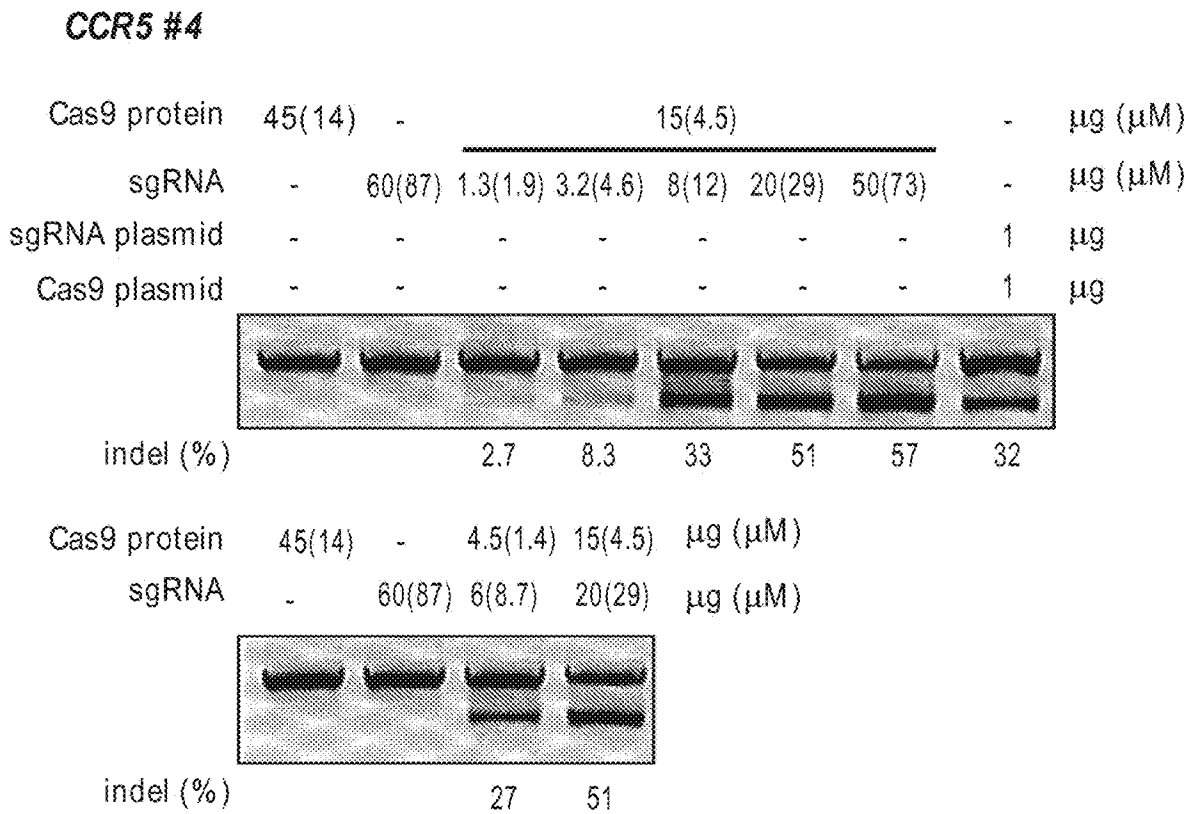 CCR5 #4
Cas9 protein 45(14) - 15(4.5) - µg (µM)
sgRNA - 60(87) 1.3(1.9) 3.2(4.6) 8(12) 20(29) 50(73) - µg (µM)
sgRNA plasmid - - - - - - - 1 µg
Cas9 plasmid - - - - - - - 1 µg
indel (%) 2.7 8.3 33 51 57 32
Cas9 protein 45(14) - 4.5(1.4) 15(4.5) µg (µM)
sgRNA - 60(87) 6(8.7) 20(29) µg (µM)
indel (%) 27 51